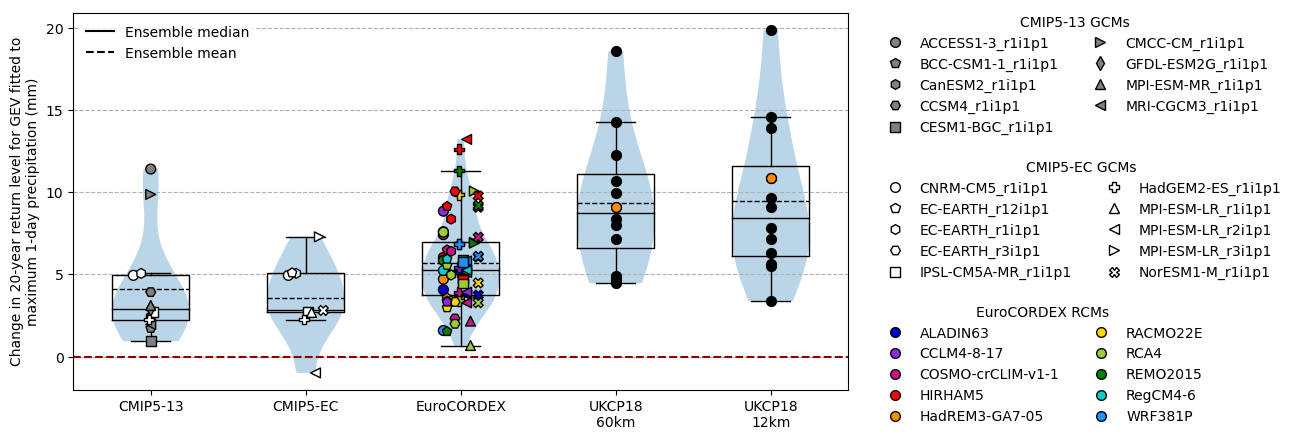 Change in 20-year return level for GEV fitted to
maximum 1-day precipitation (mm)
20
15
10
5
0
Ensemble median
Ensemble mean
CMIP5-13
CMIP5-EC
EuroCORDEX
UKCP18
60km
UKCP18
12km
CMIP5-13 GCMs
ACCESS1-3_r1i1p1
BCC-CSM1-1_r1i1p1
CanESM2_r1i1p1
CCSM4_r1i1p1
CESM1-BGC_r1i1p1
CMCC-CM_r1i1p1
GFDL-ESM2G_r1i1p1
MPI-ESM-MR_r1i1p1
MRI-CGCM3_r1i1p1
CMIP5-EC GCMs
CNRM-CM5_r1i1p1
EC-EARTH_r12i1p1
EC-EARTH_r1i1p1
EC-EARTH_r3i1p1
IPSL-CM5A-MR_r1i1p1
HadGEM2-ES_r1i1p1
MPI-ESM-LR_r1i1p1
MPI-ESM-LR_r2i1p1
MPI-ESM-LR_r3i1p1
NorESM1-M_r1i1p1
EuroCORDEX RCMs
ALADIN63
CCLM4-8-17
COSMO-crCLIM-v1-1
HIRHAM5
HadREM3-GA7-05
RACMO22E
RCA4
REMO2015
RegCM4-6
WRF381P